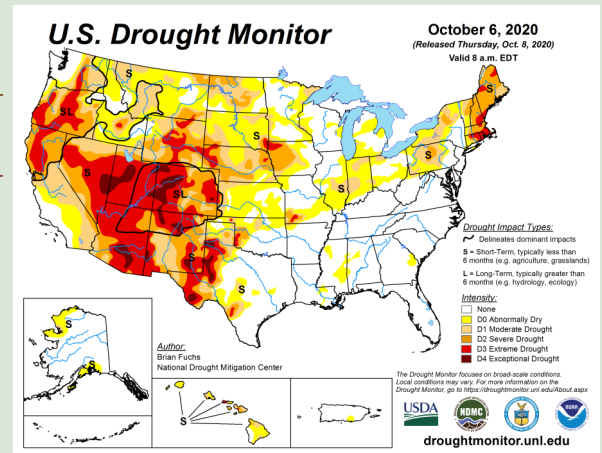 U.S. Drought Monitor
October 6, 2020
(Released Thursday, Oct. 8, 2020)
Valid 8 a.m. EDT
S
SL
S
S
SL
S
S
S
S
S
Drought Impact Types:
Delineates dominant impacts
S = Short-Term, typically less than
6 months (e.g. agriculture, grasslands)
L = Long-Term, typically greater than
6 months (e.g. hydrology, ecology)
Intensity:
None
D0 Abnormally Dry
D1 Moderate Drought
D2 Severe Drought
D3 Extreme Drought
D4 Exceptional Drought
S
S
Author:
Brian Fuchs
National Drought Mitigation Center
S
The Drought Monitor focuses on broad-scale conditions.
Local conditions may vary. For more information on the
Drought Monitor, go to https://droughtmonitor.unl.edu/About.aspx
USDA
NDMC
NOAA
droughtmonitor.unl.edu